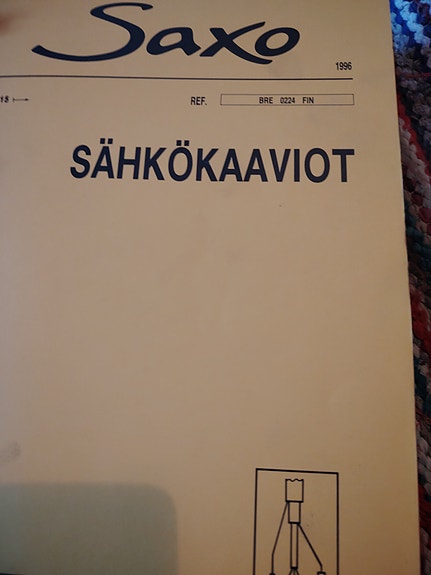 Saxo
1996
REF. BRE 0224 FIN
SÄHKÖKAAVIOT